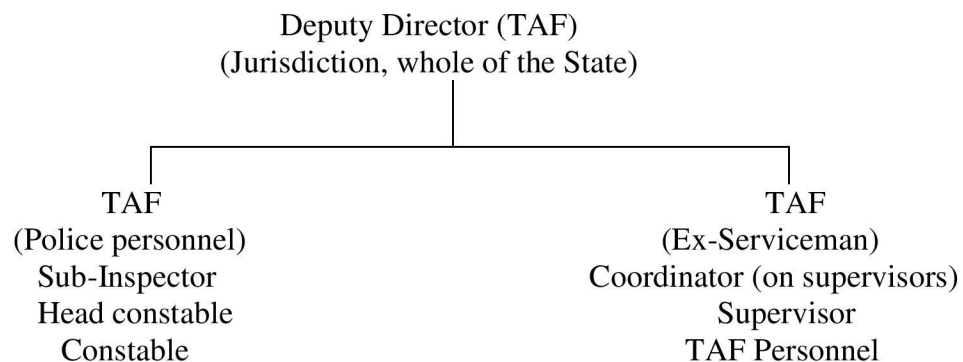 Deputy Director (TAF)
(Jurisdiction, whole of the State)
TAF
(Police personnel)
Sub-Inspector
Head constable
Constable
TAF
(Ex-Serviceman)
Coordinator (on supervisors)
Supervisor
TAF Personnel